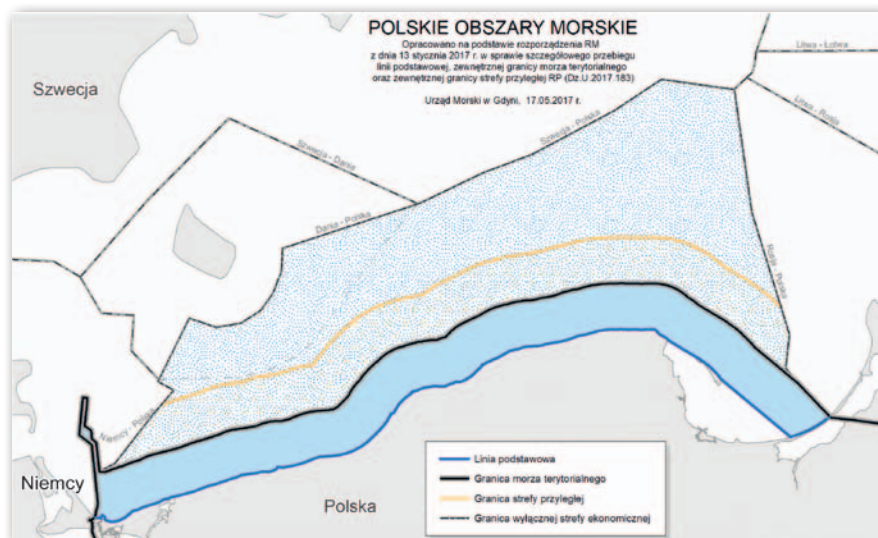 POLSKIE OBSZARY MORSKIE
Opracowano na podstawie rozporządzenia RM
z dnia 13 stycznia 2017 r. w sprawie szczegółowego przebiegu
linii podstawowej, zewnętrznej granicy morza terytorialnego
oraz zewnętrznej granicy strefy przyległej RP (Dz.U.2017.183)
Urząd Morski w Gdyni, 17.05.2017 r.
Litwa - Łotwa
Szwecja
Litwa - Rosja
Szwecja - Polska
Szwecja - Dania
Dania - Polska
Rosja - Polska
Niemcy - Polska
Niemcy
Polska
Linia podstawowa
Granica morza terytorialnego
Granica strefy przyległej
Granica wyłącznej strefy ekonomicznej